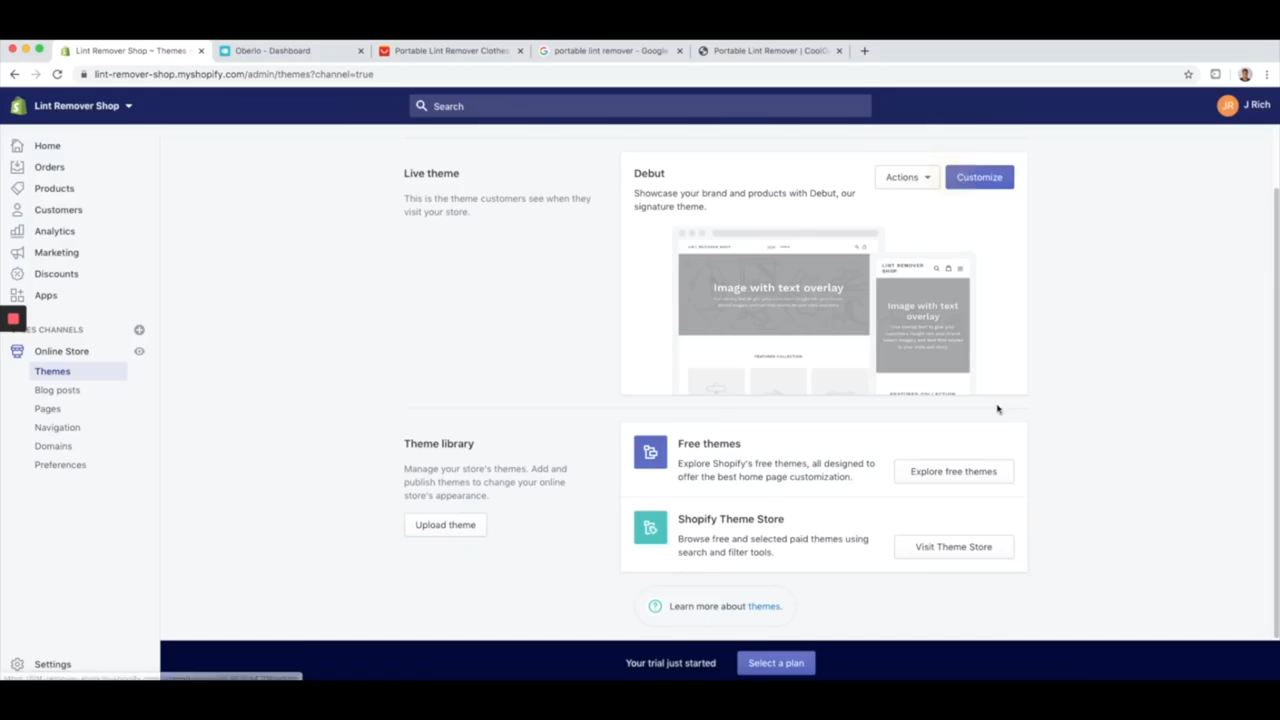 Lint Remover Shop ~ Themes
Oberlo - Dashboard
Portable Lint Remover Clothes
portable lint remover - Google
Portable Lint Remover | CoolG
lint-remover-shop.myshopify.com/admin/themes?channel=true
Lint Remover Shop
Search
JR
J Rich
Home
Orders
Products
Customers
Analytics
Marketing
Discounts
Apps
ES CHANNELS
Online Store
Themes
Blog posts
Pages
Navigation
Domains
Preferences
Settings
Live theme
This is the theme customers see when they
visit your store.
Debut
Actions
Customize
Showcase your brand and products with Debut, our
signature theme.
LINT REMOVER SHOP
Image with text overlay
FEATURED COLLECTION
LINT REMOVER
SHOP
Image with text
overlay
FEATURED COLLECTION
Theme library
Manage your store's themes. Add and
publish themes to change your online
store's appearance.
Upload theme
Free themes
Explore Shopify's free themes, all designed to
offer the best home page customization.
Explore free themes
Shopify Theme Store
Browse free and selected paid themes using
search and filter tools.
Visit Theme Store
Learn more about themes.
Your trial just started
Select a plan